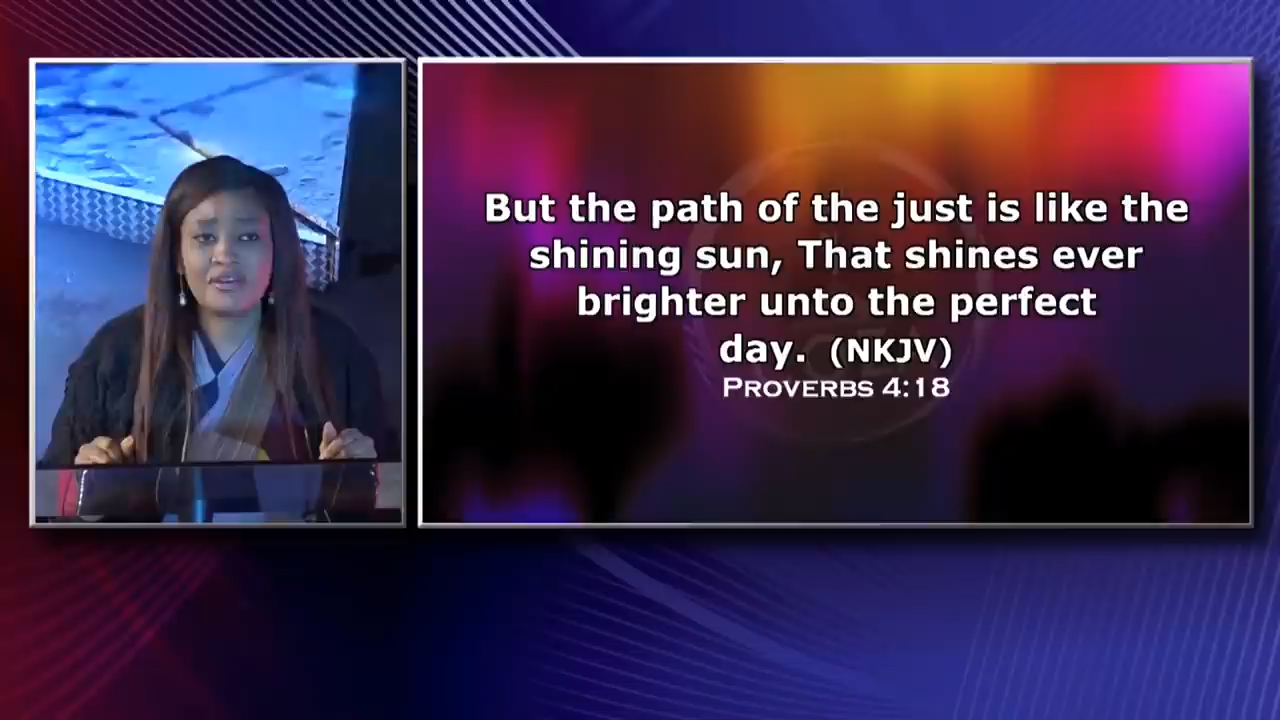 But the path of the just is like the
shining sun, That shines ever
brighter unto the perfect
day. (NKJV)
PROVERBS 4:18